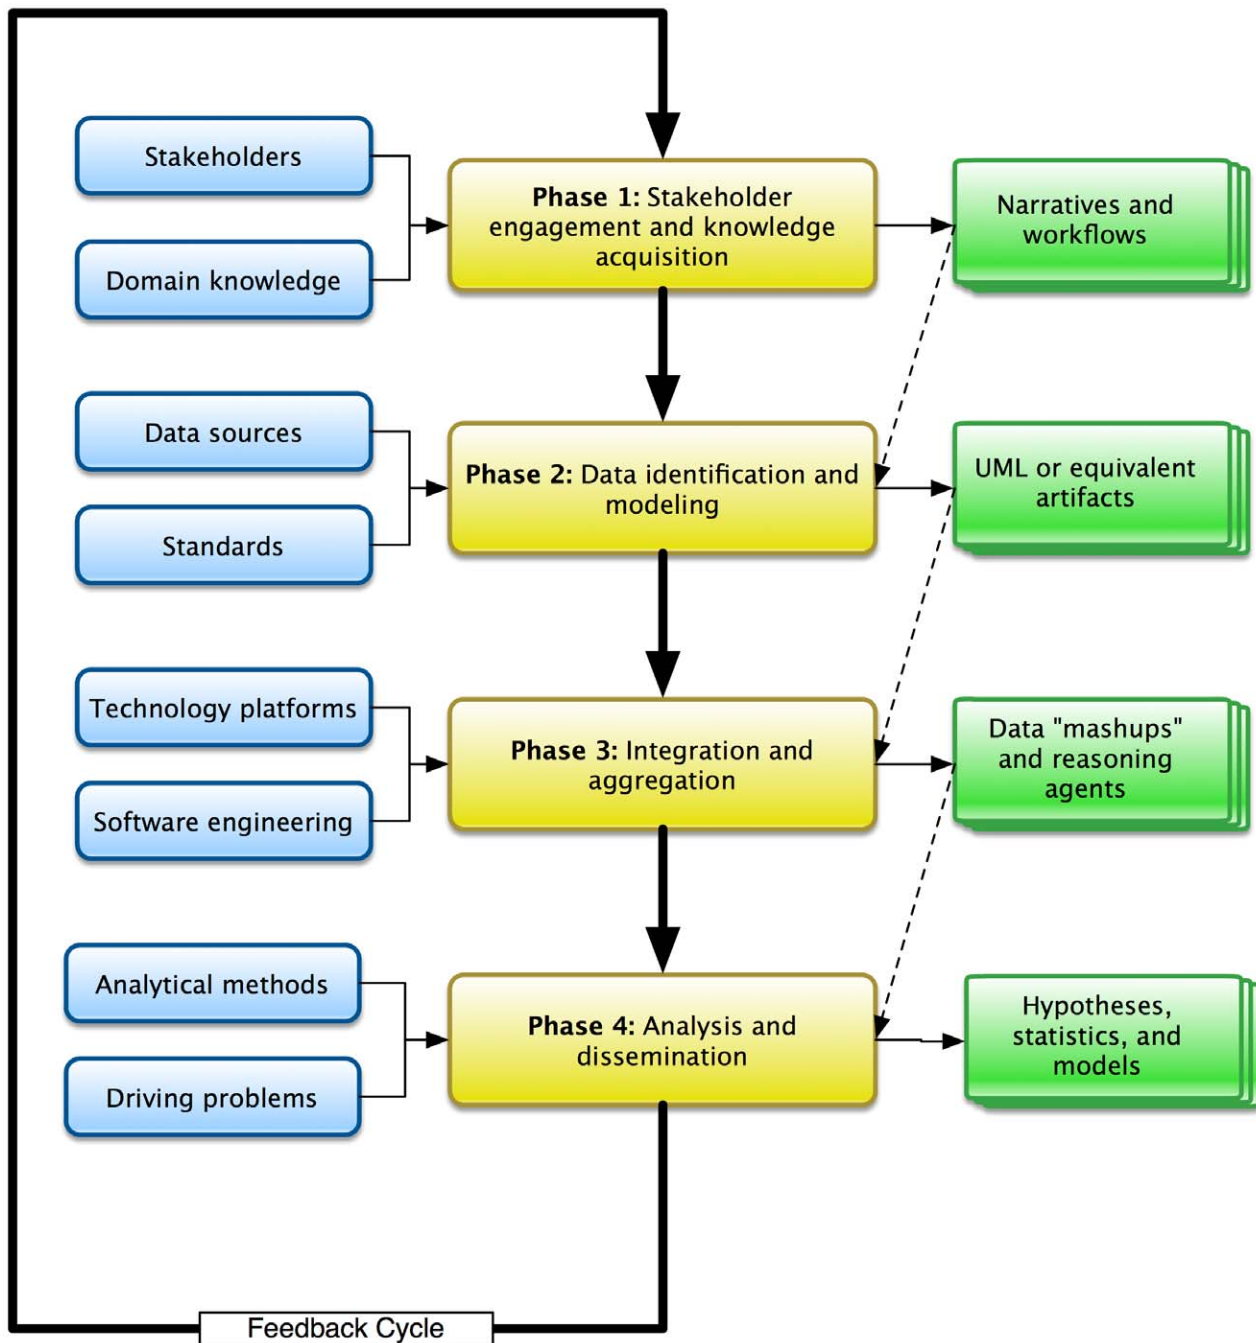 Stakeholders
Domain knowledge
Phase 1: Stakeholder
engagement and knowledge
acquisition
Narratives and
workflows
Data sources
Standards
Phase 2: Data identification and
modeling
UML or equivalent
artifacts
Technology platforms
Software engineering
Phase 3: Integration and
aggregation
Data "mashups"
and reasoning
agents
Analytical methods
Driving problems
Phase 4: Analysis and
dissemination
Hypotheses,
statistics, and
models
Feedback Cycle